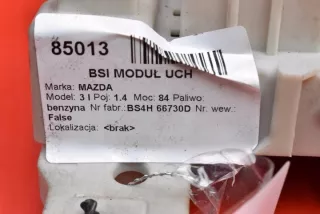 85013
BSI MODUŁ UCH
Marka: MAZDA
Model: 3 I Poj: 1.4 Moc: 84 Paliwo:
benzyna Nr fabr.:BS4H 66730D Nr. wew.:
False
Lokalizacja: <brak>